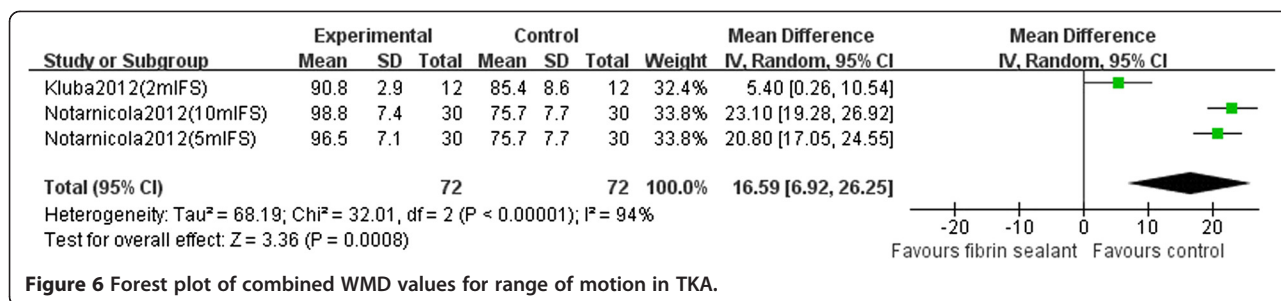 Experimental Control Mean Difference Mean Difference
Study or Subgroup Mean SD Total Mean SD Total Weight IV, Random, 95% CI IV, Random, 95% CI
Kluba2012(2mlFS) 90.8 2.9 12 85.4 8.6 12 32.4% 5.40 [0.26, 10.54]
Notarnicola2012(10mlFS) 98.8 7.4 30 75.7 7.7 30 33.8% 23.10 [19.28, 26.92]
Notarnicola2012(5mlFS) 96.5 7.1 30 75.7 7.7 30 33.8% 20.80 [17.05, 24.55]
Total (95% CI) 72 72 100.0% 16.59 [6.92, 26.25]
Heterogeneity: Tau² = 68.19; Chi² = 32.01, df = 2 (P < 0.00001); I² = 94%
Test for overall effect: Z = 3.36 (P = 0.0008)
-20 -10 0 10 20
Favours fibrin sealant Favours control
Figure 6 Forest plot of combined WMD values for range of motion in TKA.